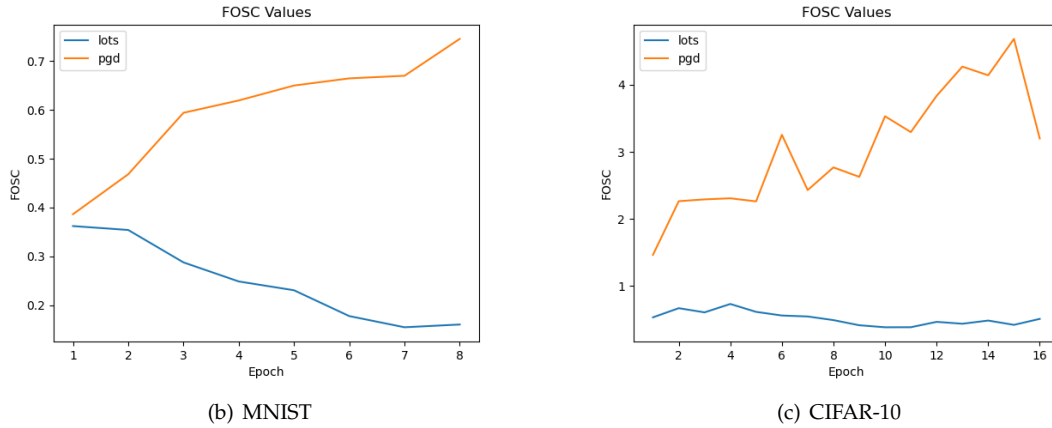 FOSC Values
lots
pgd
0.7
0.6
0.5
0.4
0.3
0.2
FOSC
1 2 3 4 5 6 7 8
Epoch
(b) MNIST
FOSC Values
lots
pgd
4
3
2
1
FOSC
2 4 6 8 10 12 14 16
Epoch
(c) CIFAR-10